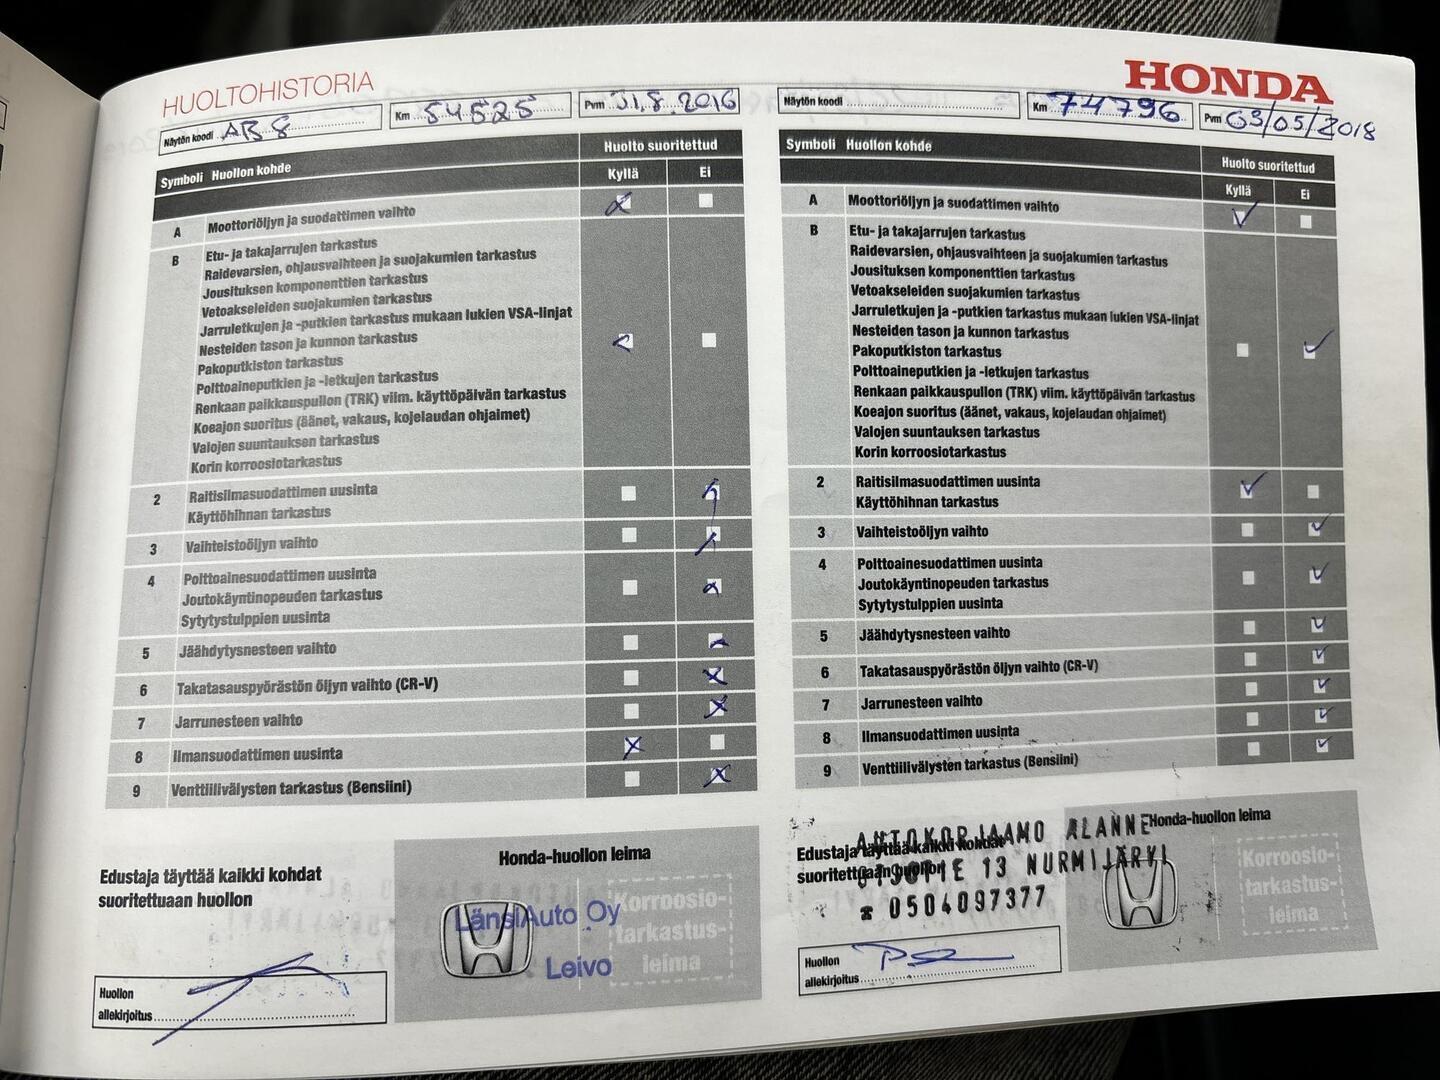 HUOLTOHISTORIA
HONDA
Näytön koodi AB 8
Km 54525
Pvm 31.8.2016
Symboli Huollon kohde
Huolto suoritettud
Kyllä Ei
A Moottoriöljyn ja suodattimen vaihto
B Etu- ja takajarrujen tarkastus
Raidevarsien, ohjausvaihteen ja suojakumien tarkastus
Jousituksen komponenttien tarkastus
Vetoakseleiden suojakumien tarkastus
Jarruletkujen ja -putkien tarkastus mukaan lukien VSA-linjat
Nesteiden tason ja kunnon tarkastus
Pakoputkiston tarkastus
Polttoaineputkien ja -letkujen tarkastus
Renkaan paikkauspullon (TRK) viim. käyttöpäivän tarkastus
Koeajon suoritus (äänet, vakaus, kojelaudan ohjaimet)
Valojen suuntauksen tarkastus
Korin korroosiotarkastus
2 Raitisilmasuodattimen uusinta
Käyttöhihnan tarkastus
3 Vaihteistoöljyn vaihto
4 Polttoainesuodattimen uusinta
Joutokäyntinopeuden tarkastus
Sytytystulppien uusinta
5 Jäähdytysnesteen vaihto
6 Takatasauspyörästön öljyn vaihto (CR-V)
7 Jarrunesteen vaihto
8 Ilmansuodattimen uusinta
9 Venttiilivälysten tarkastus (Bensiini)
Edustaja täyttää kaikki kohdat
suoritettuaan huollon
Honda-huollon leima
LänsiAuto Oy
Leivo
Korroosio-
tarkastus-
leima
Huollon
allekirjoitus
Näytön koodi
Km 74796
Pvm 03/05/2018
Symboli Huollon kohde
Huolto suoritettud
Kyllä Ei
A Moottoriöljyn ja suodattimen vaihto
B Etu- ja takajarrujen tarkastus
Raidevarsien, ohjausvaihteen ja suojakumien tarkastus
Jousituksen komponenttien tarkastus
Vetoakseleiden suojakumien tarkastus
Jarruletkujen ja -putkien tarkastus mukaan lukien VSA-linjat
Nesteiden tason ja kunnon tarkastus
Pakoputkiston tarkastus
Polttoaineputkien ja -letkujen tarkastus
Renkaan paikkauspullon (TRK) viim. käyttöpäivän tarkastus
Koeajon suoritus (äänet, vakaus, kojelaudan ohjaimet)
Valojen suuntauksen tarkastus
Korin korroosiotarkastus
2 Raitisilmasuodattimen uusinta
Käyttöhihnan tarkastus
3 Vaihteistoöljyn vaihto
4 Polttoainesuodattimen uusinta
Joutokäyntinopeuden tarkastus
Sytytystulppien uusinta
5 Jäähdytysnesteen vaihto
6 Takatasauspyörästön öljyn vaihto (CR-V)
7 Jarrunesteen vaihto
8 Ilmansuodattimen uusinta
9 Venttiilivälysten tarkastus (Bensiini)
Edustaja täyttää kaikki kohdat
suoritettuaan huollon
AUTOKORJAAMO ALANNE
13 NURMIJÄRVI
☎ 0504097377
Honda-huollon leima
Korroosio-
tarkastus-
leima
Huollon
allekirjoitus